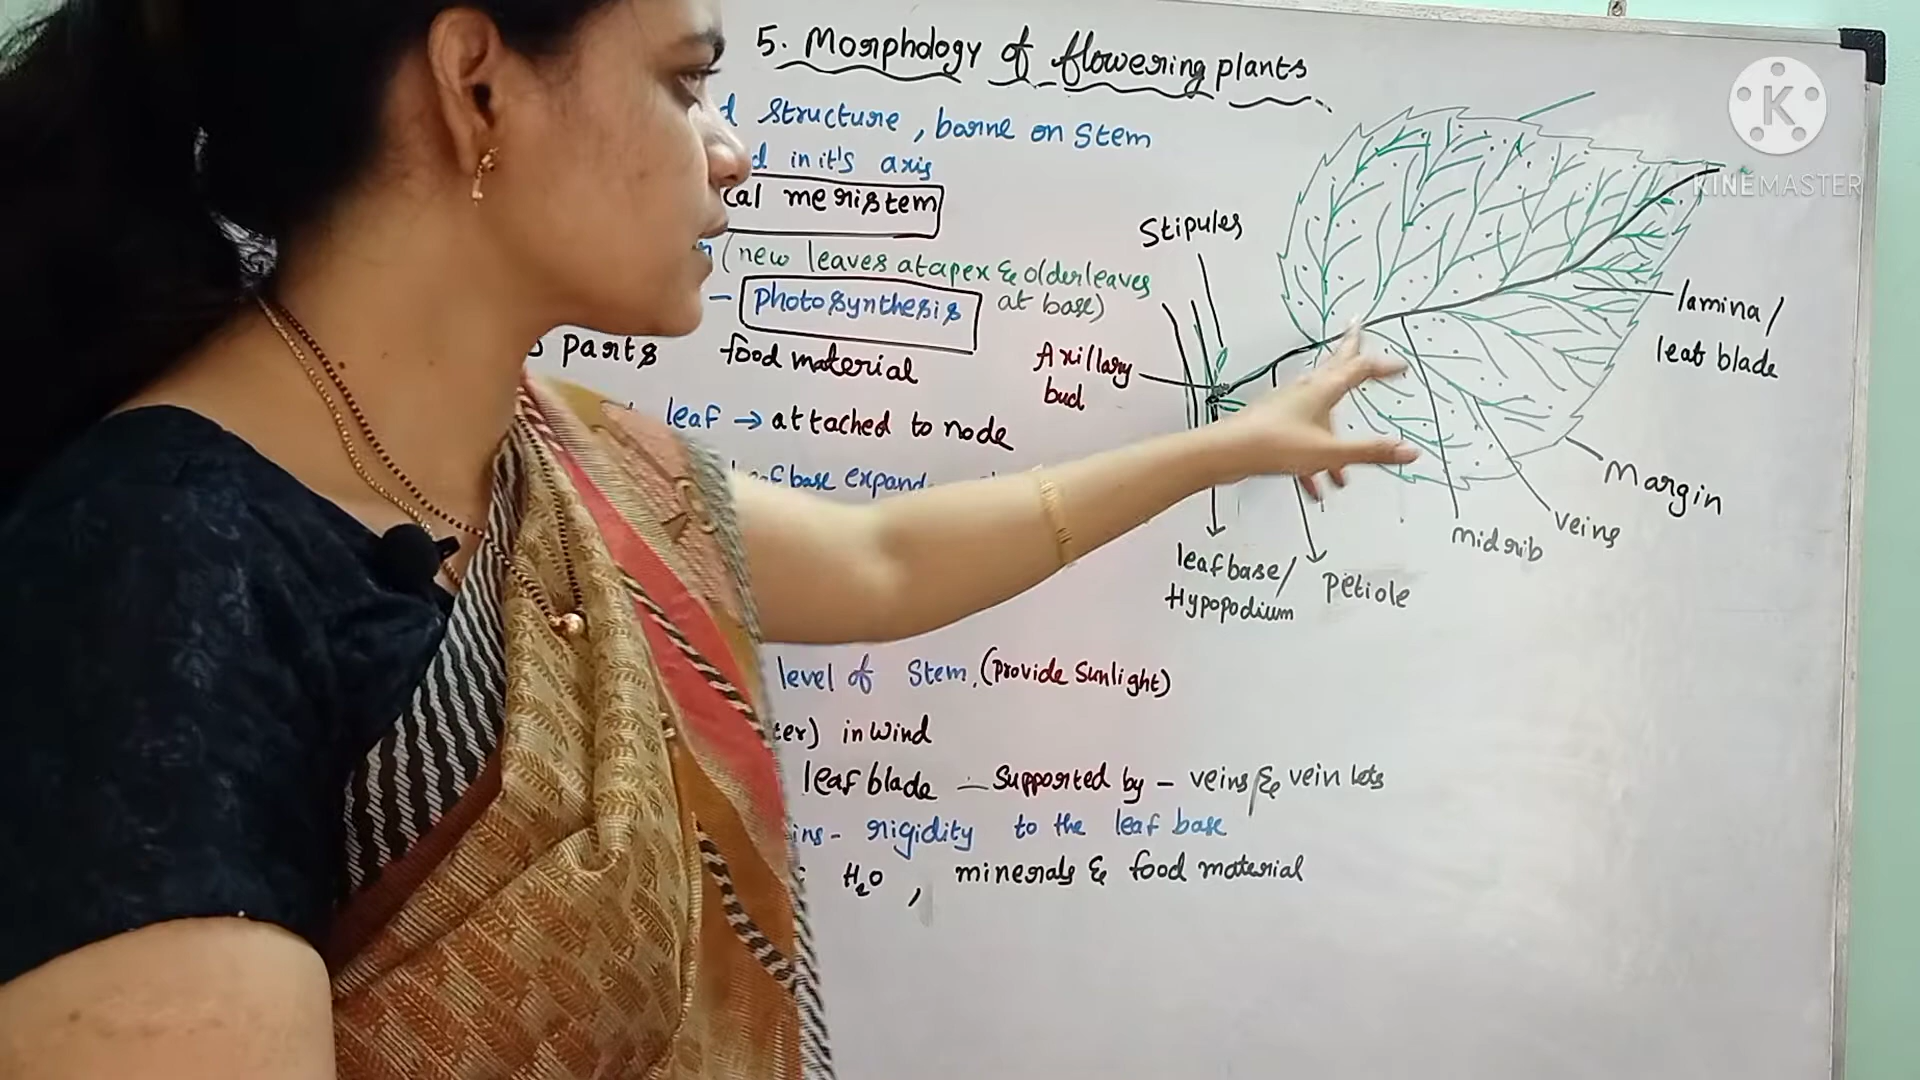 5. Morphology of flowering plants
structure, borne on stem
in it's axis
meristem
(new leaves at apex & older leaves
at base)
- photosynthesis
parts food material
leaf → attached to node
base expand
level of stem, (provide sunlight)
in wind
leaf blade - supported by - veins & vein lets
- rigidity to the leaf base
H2O, minerals & food material
Stipules
Axillary
bud
leaf base/
Hypopodium
Petiole
midrib
veins
Margin
lamina/
leaf blade
K
KINEMASTER